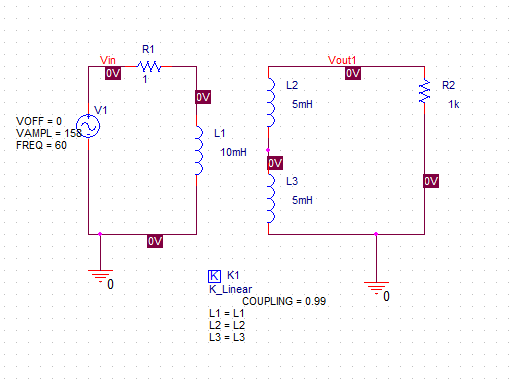 Vin
0V
R1
1
Vout1
0V
0V
L2
5mH
R2
1k
V1
VOFF = 0
VAMPL = 158
FREQ = 60
L1
10mH
0V
L3
5mH
0V
0V
0
0
K K1
K_Linear
COUPLING = 0.99
L1 = L1
L2 = L2
L3 = L3